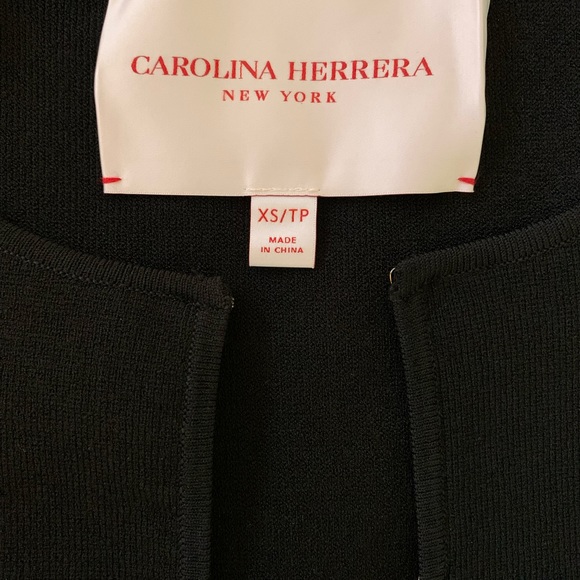 CAROLINA HERRERA
NEW YORK
XS/TP
MADE
IN CHINA